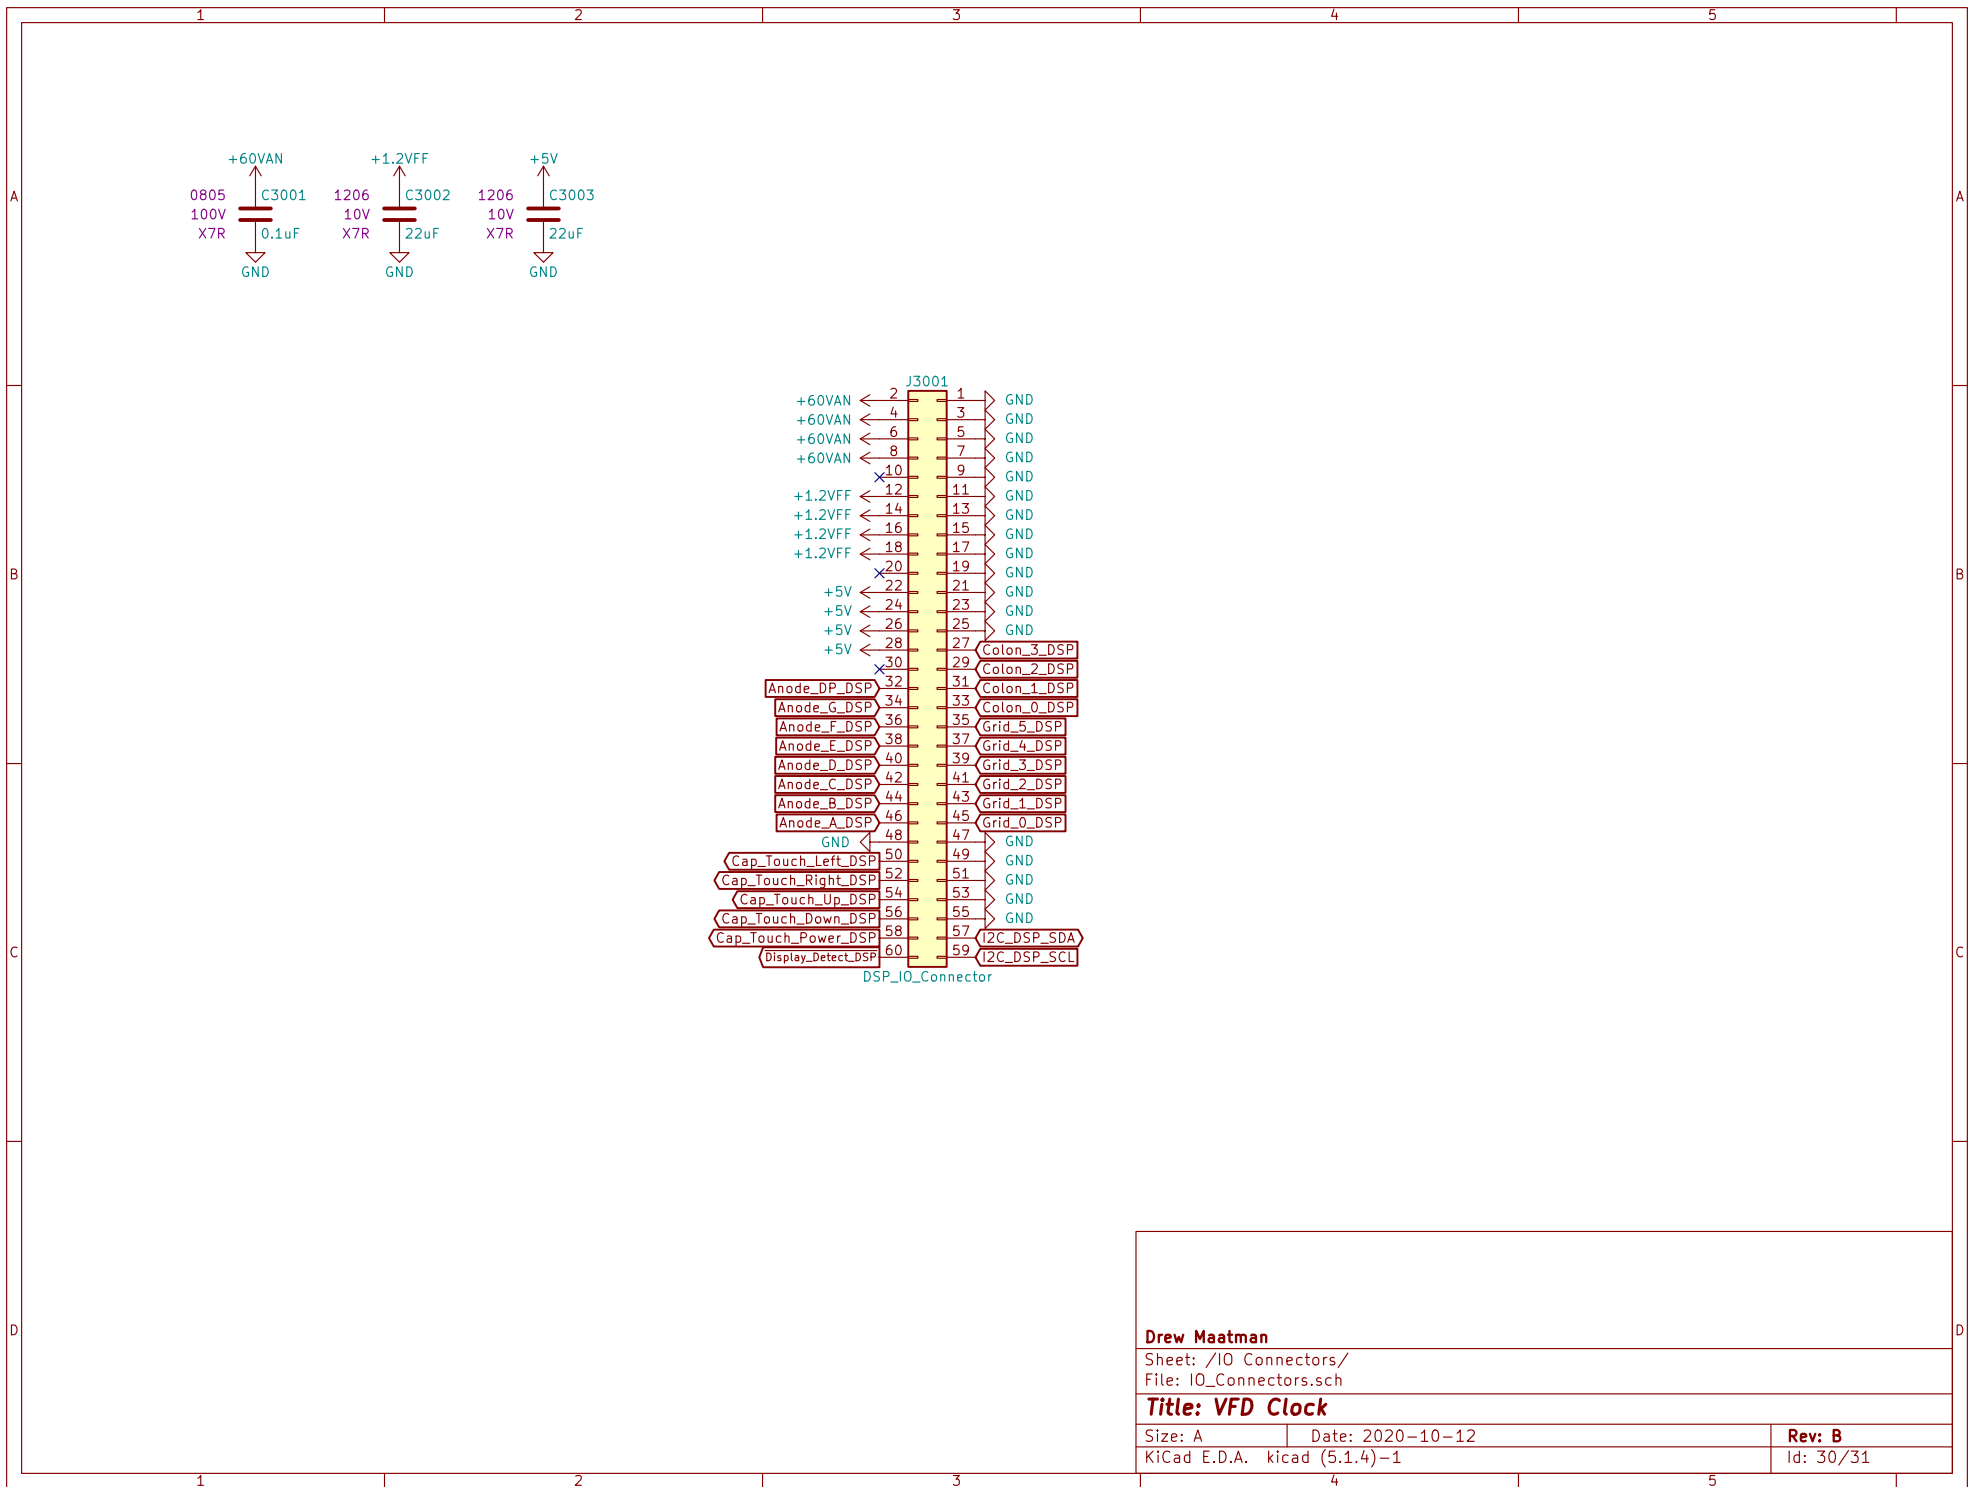 1 2 3 4 5
+60VAN +1.2VFF +5V
A 0805 C3001 1206 C3002 1206 C3003 A
100V 10V 10V
X7R 0.1uF X7R 22uF X7R 22uF
GND GND GND
J3001
+60VAN 2 1 GND
+60VAN 4 3 GND
+60VAN 6 5 GND
+60VAN 8 7 GND
10 9 GND
+1.2VFF 12 11 GND
+1.2VFF 14 13 GND
+1.2VFF 16 15 GND
+1.2VFF 18 17 GND
B 20 19 GND B
+5V 22 21 GND
+5V 24 23 GND
+5V 26 25 GND
+5V 28 27 Colon_3_DSP
30 29 Colon_2_DSP
Anode_DP_DSP 32 31 Colon_1_DSP
Anode_G_DSP 34 33 Colon_0_DSP
Anode_F_DSP 36 35 Grid_5_DSP
Anode_E_DSP 38 37 Grid_4_DSP
Anode_D_DSP 40 39 Grid_3_DSP
Anode_C_DSP 42 41 Grid_2_DSP
Anode_B_DSP 44 43 Grid_1_DSP
Anode_A_DSP 46 45 Grid_0_DSP
GND 48 47 GND
Cap_Touch_Left_DSP 50 49 GND
Cap_Touch_Right_DSP 52 51 GND
Cap_Touch_Up_DSP 54 53 GND
Cap_Touch_Down_DSP 56 55 GND
Cap_Touch_Power_DSP 58 57 I2C_DSP_SDA
C Display_Detect_DSP 60 59 I2C_DSP_SCL C
DSP_IO_Connector
D D
Drew Maatman
Sheet: /IO Connectors/
File: IO_Connectors.sch
Title: VFD Clock
Size: A Date: 2020-10-12 Rev: B
KiCad E.D.A. kicad (5.1.4)-1 Id: 30/31
1 2 3 4 5